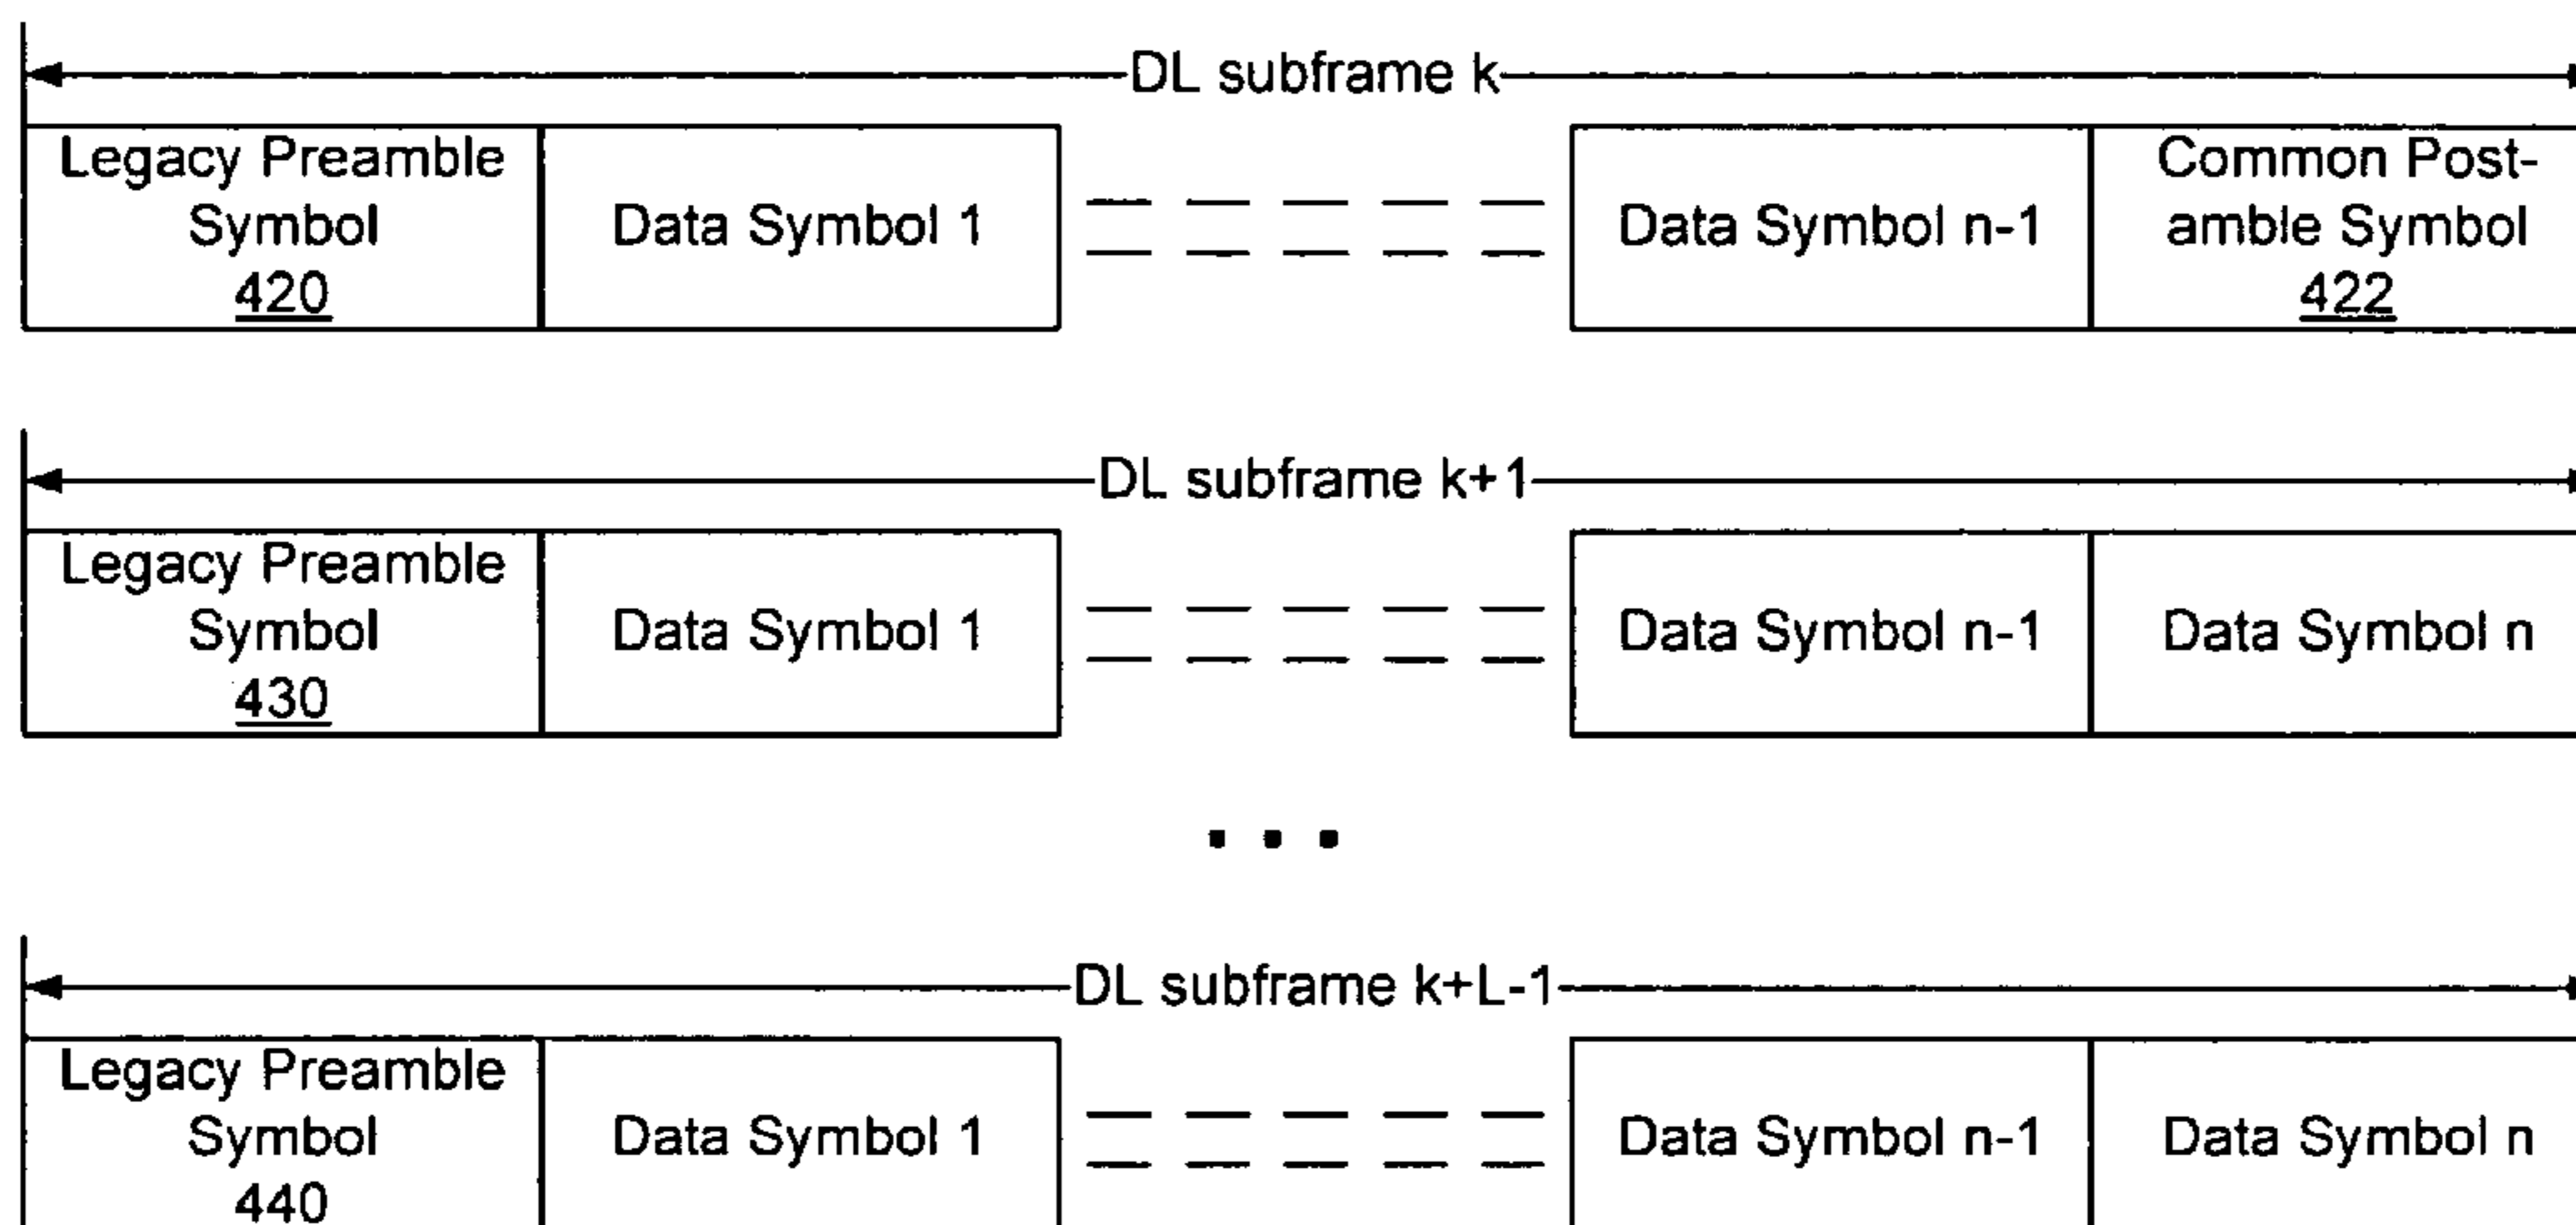 DL subframe k
Legacy Preamble
Symbol
420
Data Symbol 1
Data Symbol n-1
Common Post-
amble Symbol
422
DL subframe k+1
Legacy Preamble
Symbol
430
Data Symbol 1
Data Symbol n-1
Data Symbol n
. . .
DL subframe k+L-1
Legacy Preamble
Symbol
440
Data Symbol 1
Data Symbol n-1
Data Symbol n